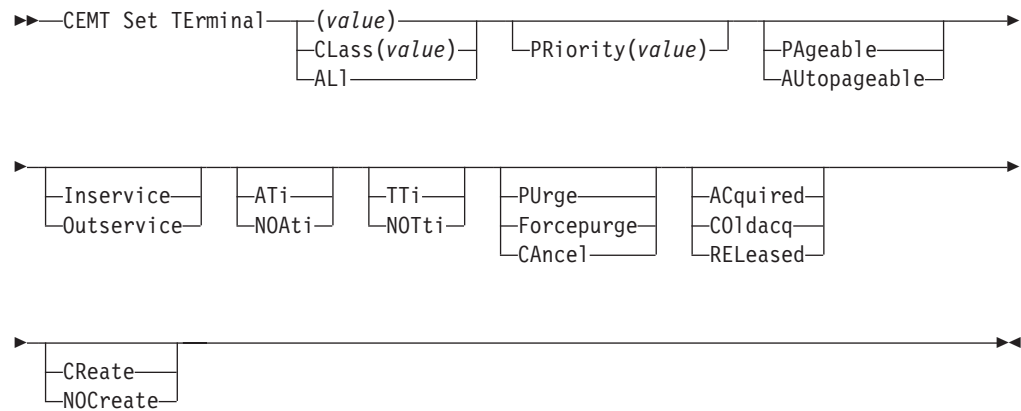 CEMT Set TErminal (value) PRiority(value) PAgeable
CLass(value) AUtopageable
ALl
Inservice ATi TTi PUrge ACquired
Outservice NOAti NOTti Forcepurge COldacq
CAncel RELeased
CReate
NOCreate